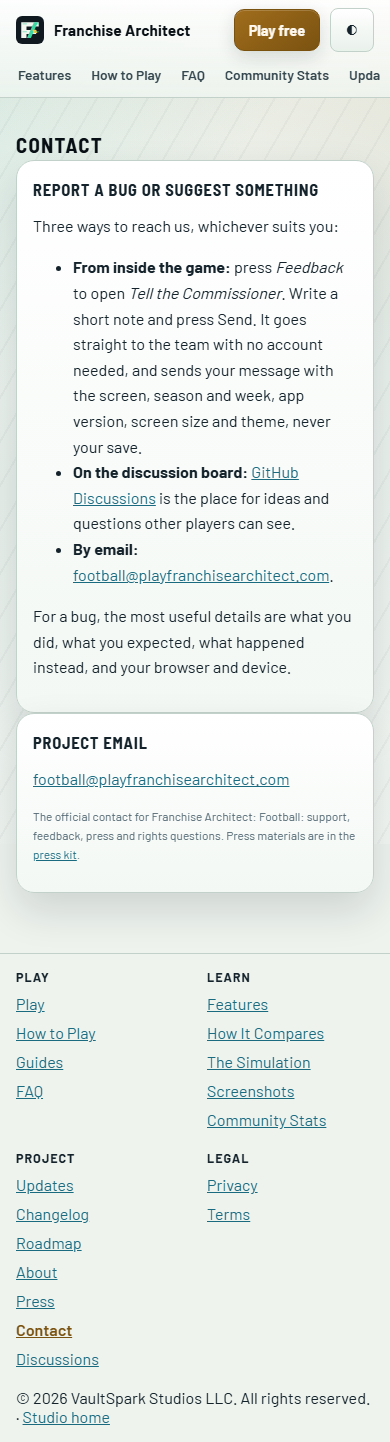 Franchise Architect
Play free
Features How to Play FAQ Community Stats Upda
CONTACT
REPORT A BUG OR SUGGEST SOMETHING
Three ways to reach us, whichever suits you:
• From inside the game: press Feedback
to open Tell the Commissioner. Write a
short note and press Send. It goes
straight to the team with no account
needed, and sends your message with
the screen, season and week, app
version, screen size and theme, never
your save.
• On the discussion board: GitHub
Discussions is the place for ideas and
questions other players can see.
• By email:
football@playfranchisearchitect.com.
For a bug, the most useful details are what you
did, what you expected, what happened
instead, and your browser and device.
PROJECT EMAIL
football@playfranchisearchitect.com
The official contact for Franchise Architect: Football: support,
feedback, press and rights questions. Press materials are in the
press kit.
PLAY
Play
How to Play
Guides
FAQ
LEARN
Features
How It Compares
The Simulation
Screenshots
Community Stats
PROJECT
Updates
Changelog
Roadmap
About
Press
Contact
Discussions
LEGAL
Privacy
Terms
© 2026 VaultSpark Studios LLC. All rights reserved.
· Studio home